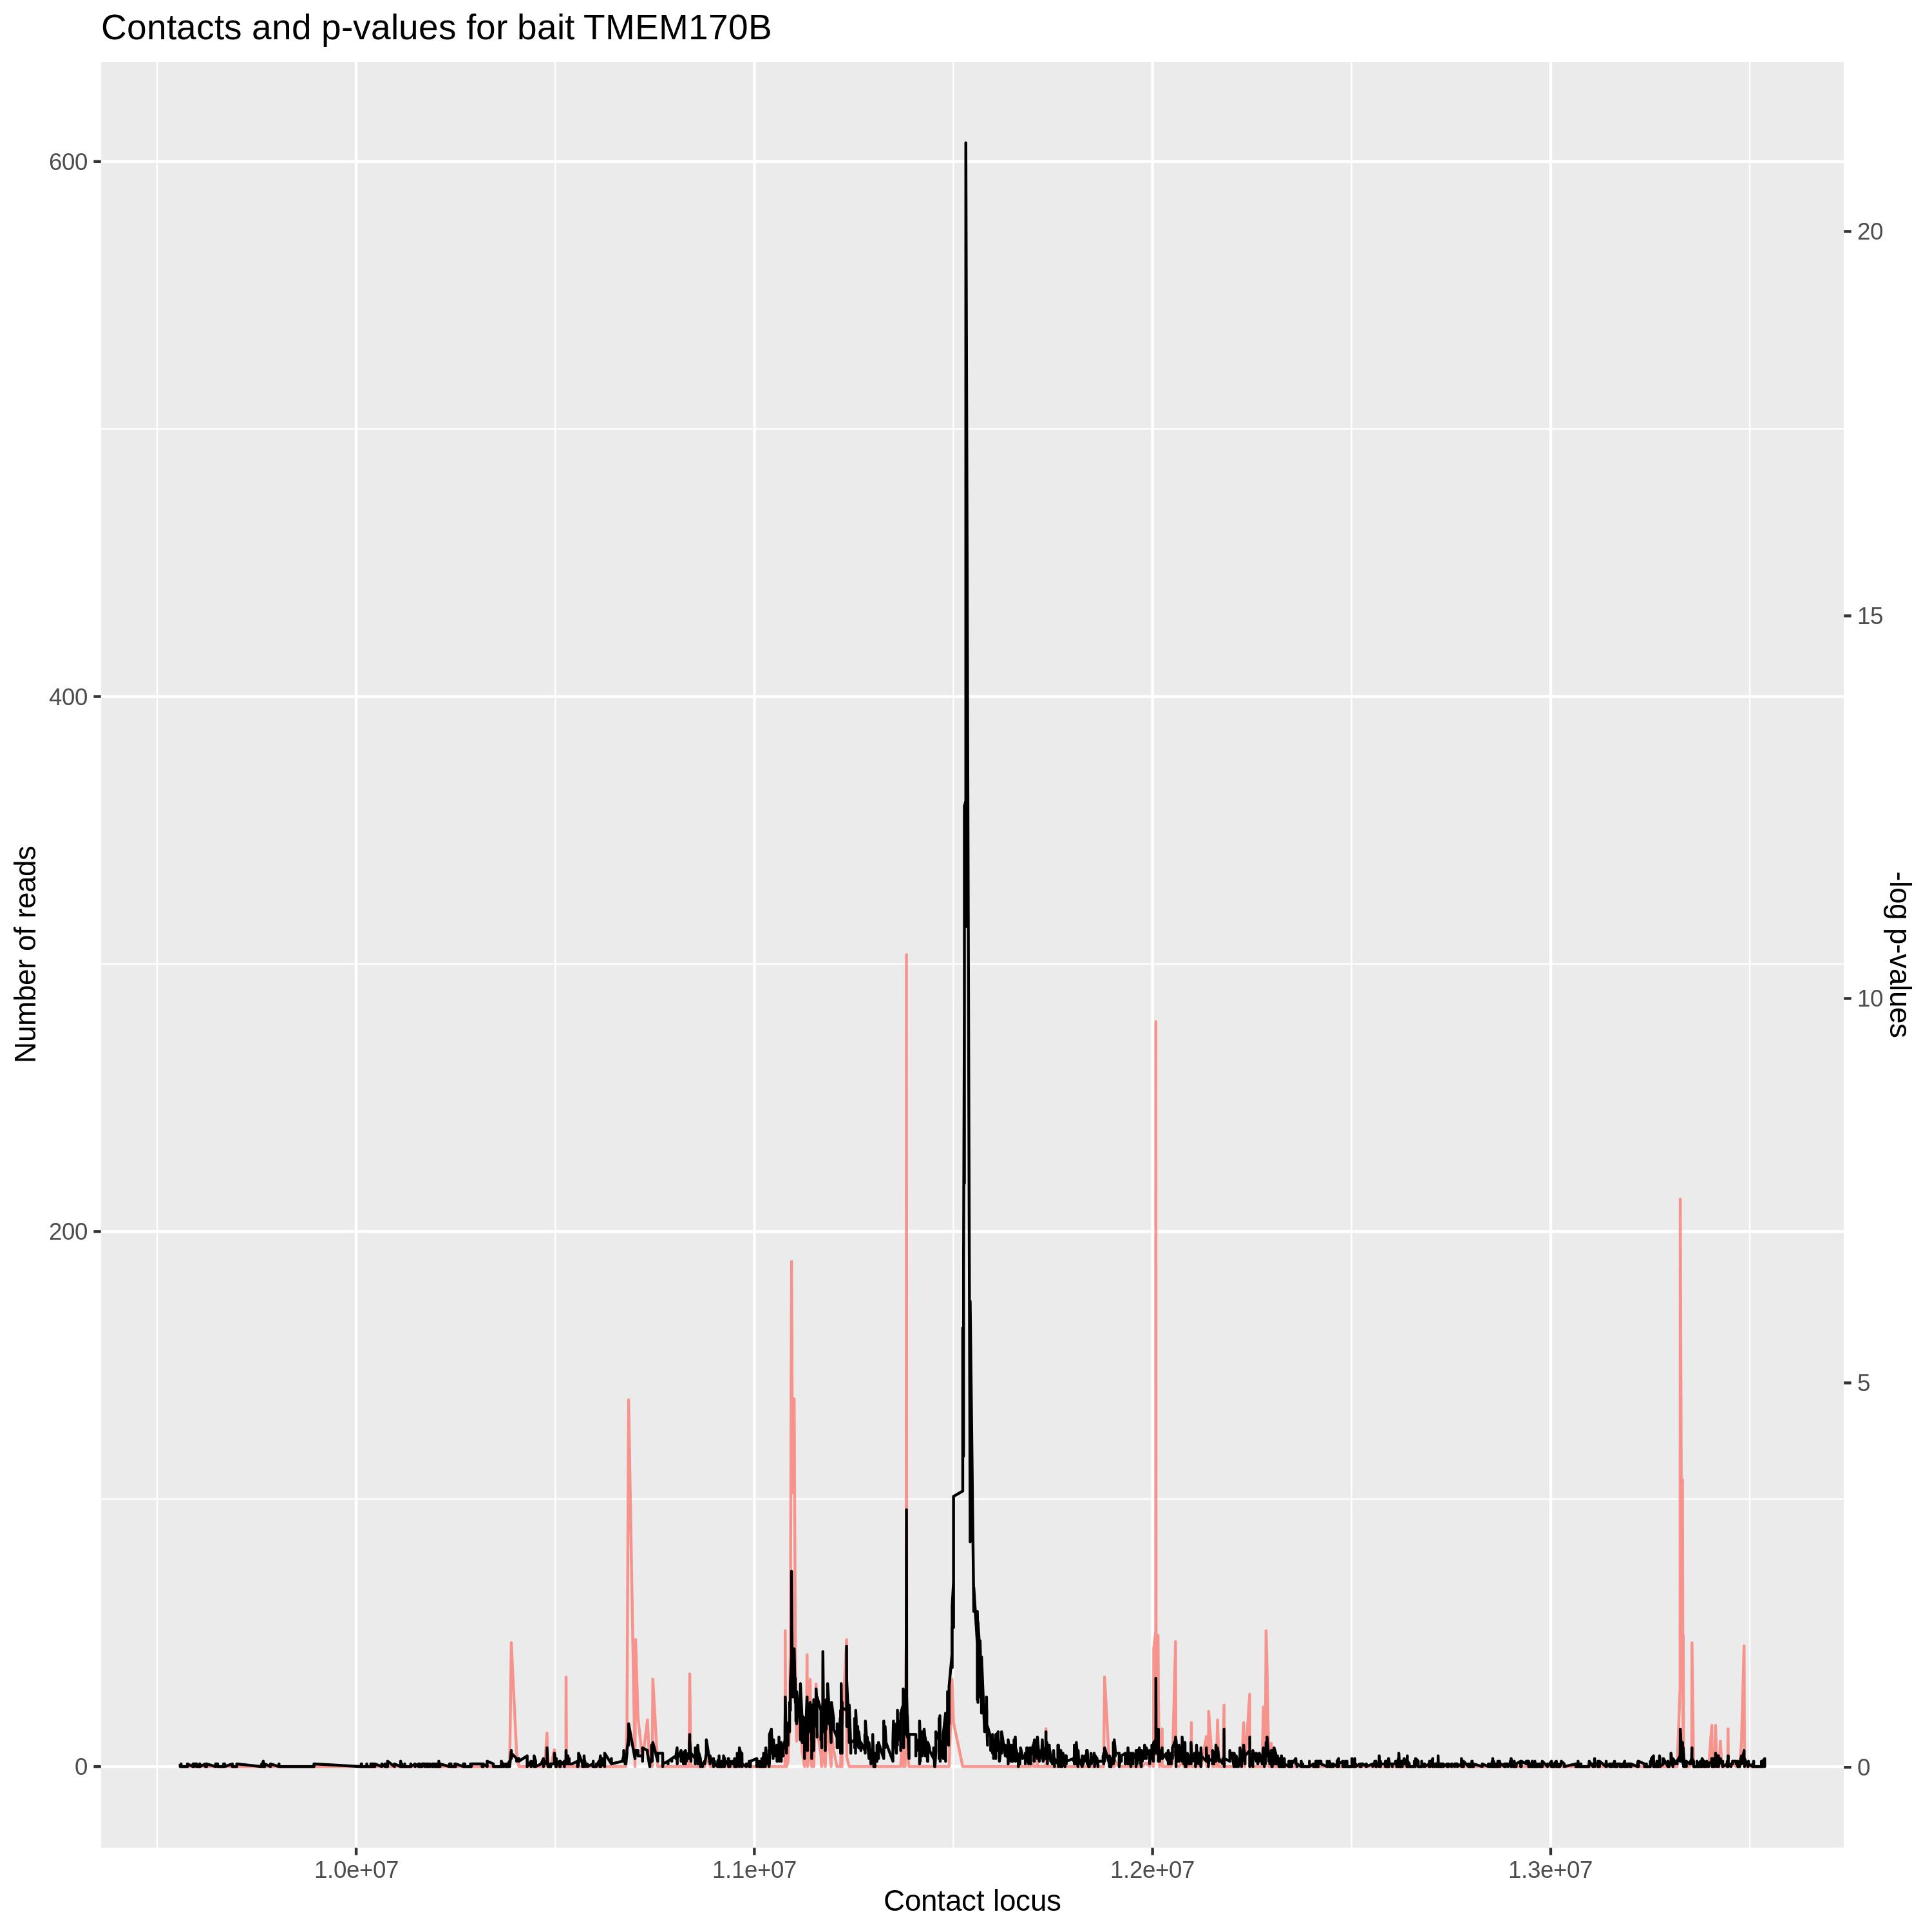 Contacts and p-values for bait TMEM170B
600
400
200
0
Number of reads
20
15
10
5
0
-log p-values
1.0e+07
1.1e+07
1.2e+07
1.3e+07
Contact locus